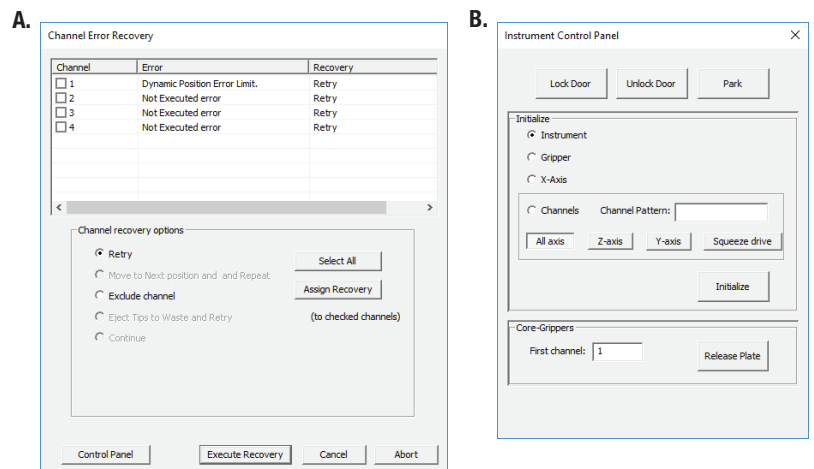 A.
Channel Error Recovery
Channel Error Recovery
1 Dynamic Position Error Limit. Retry
2 Not Executed error Retry
3 Not Executed error Retry
4 Not Executed error Retry
Channel recovery options
Retry
Move to Next position and and Repeat
Exclude channel
Eject Tips to Waste and Retry
Continue
Select All
Assign Recovery
(to checked channels)
Control Panel Execute Recovery Cancel Abort
B.
Instrument Control Panel
Lock Door Unlock Door Park
Initialize
Instrument
Gripper
X-Axis
Channels Channel Pattern:
All axis Z-axis Y-axis Squeeze drive
Initialize
Core-Grippers
First channel: 1 Release Plate